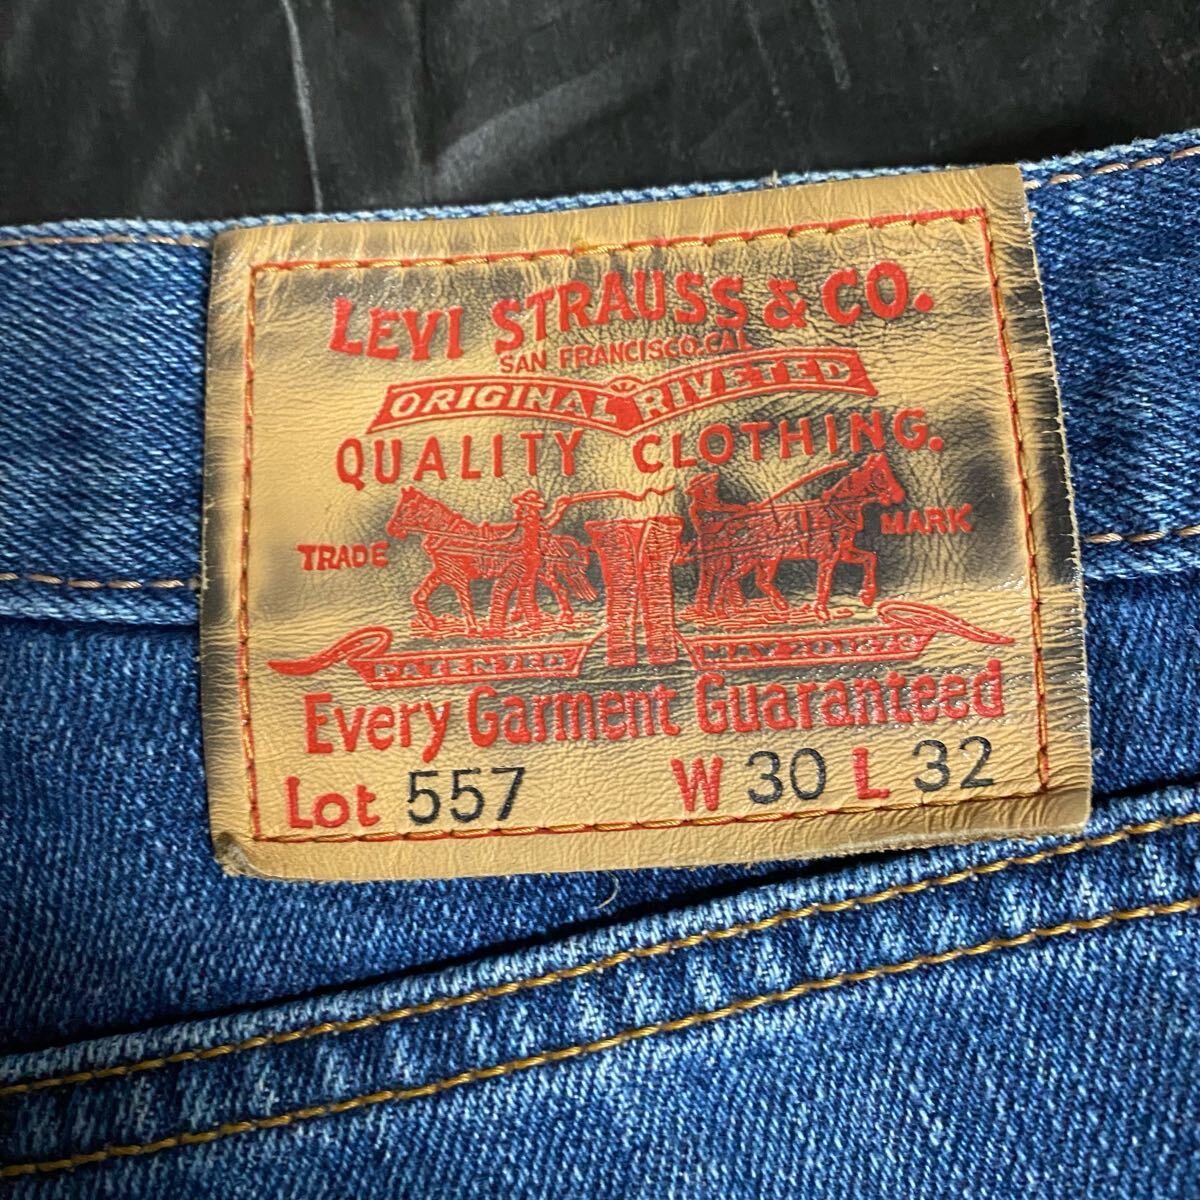 LEVI STRAUSS & CO.
SAN FRANCISCO.CAL
ORIGINAL RIVETED
QUALITY CLOTHING.
TRADE MARK
PATENTED MAY 20 1873
Every Garment Guaranteed
Lot 557 W 30 L 32